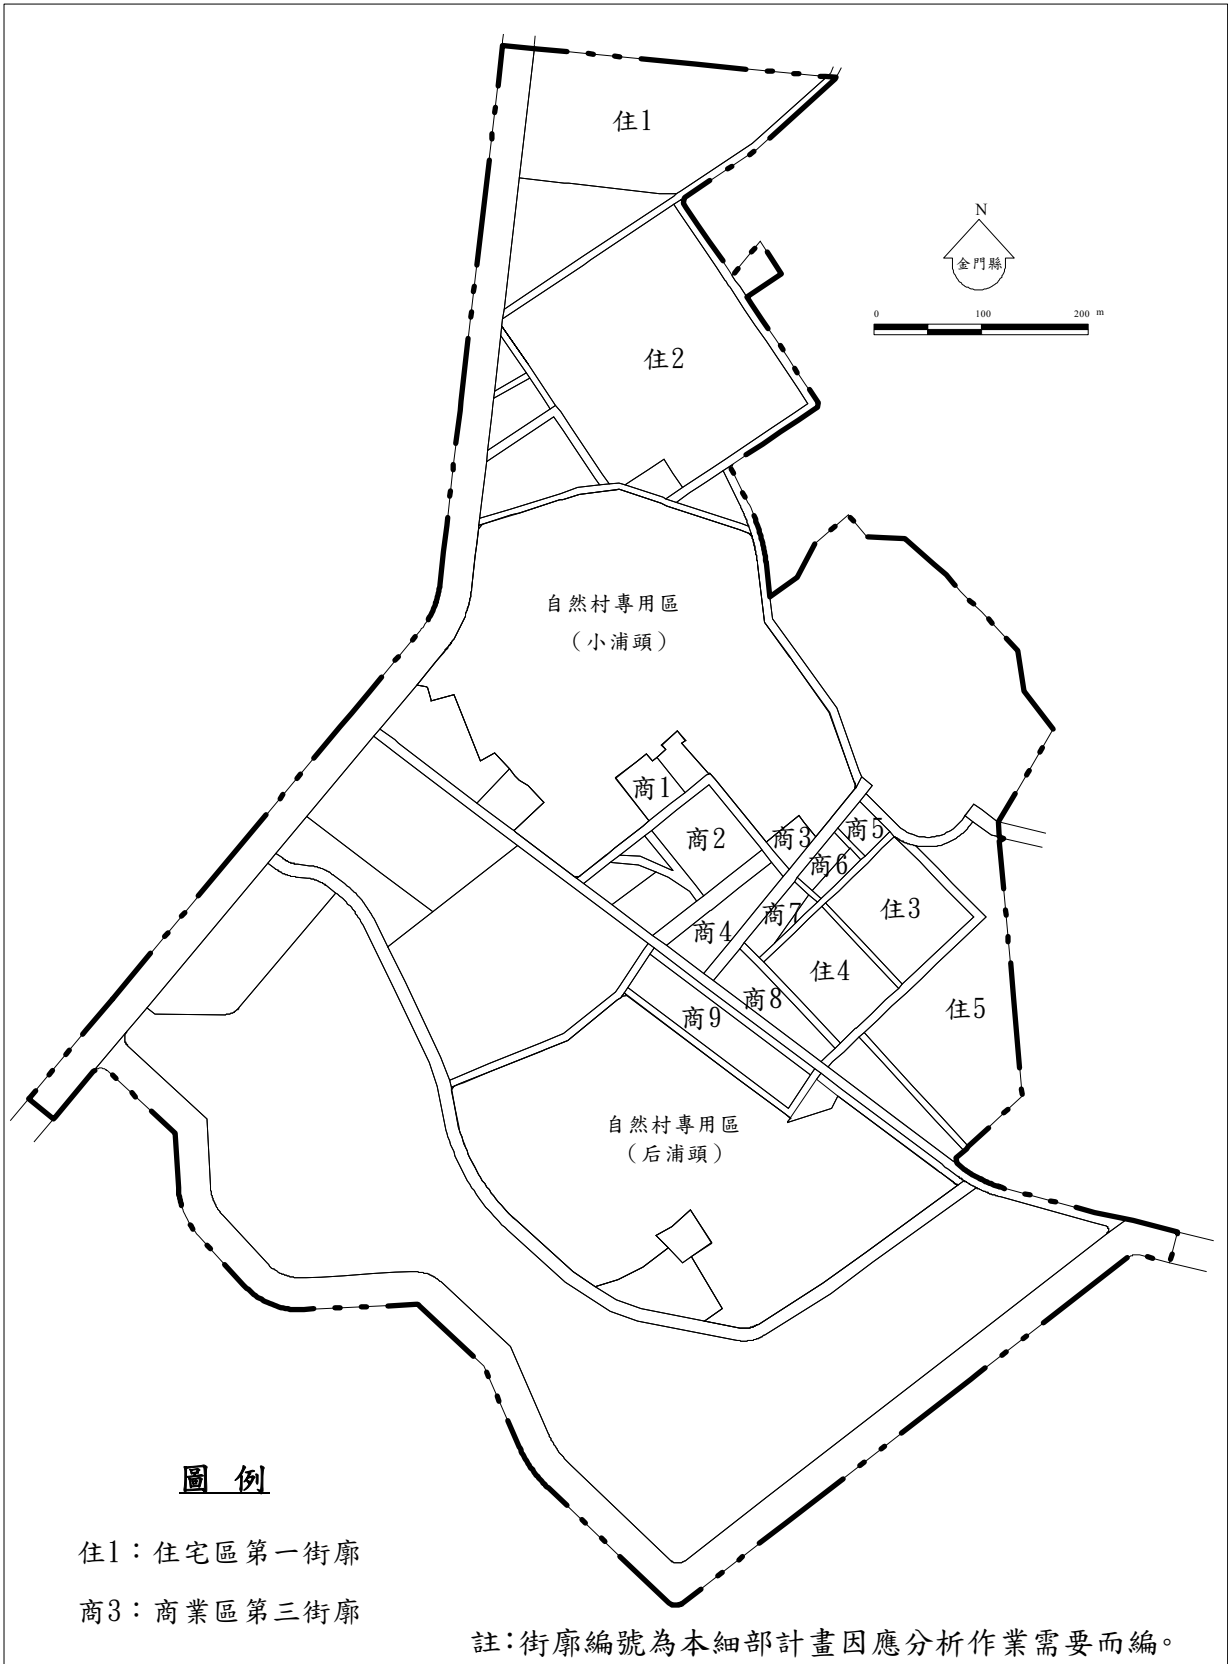 住1
N
金門縣
0 100 200 m
住2
自然村專用區
（小浦頭）
商1
商2
商3
商5
商6
商7
住3
商4
住4
商8
商9
住5
自然村專用區
（后浦頭）
圖 例
住1：住宅區第一街廓
商3：商業區第三街廓
註：街廓編號為本細部計畫因應分析作業需要而編。